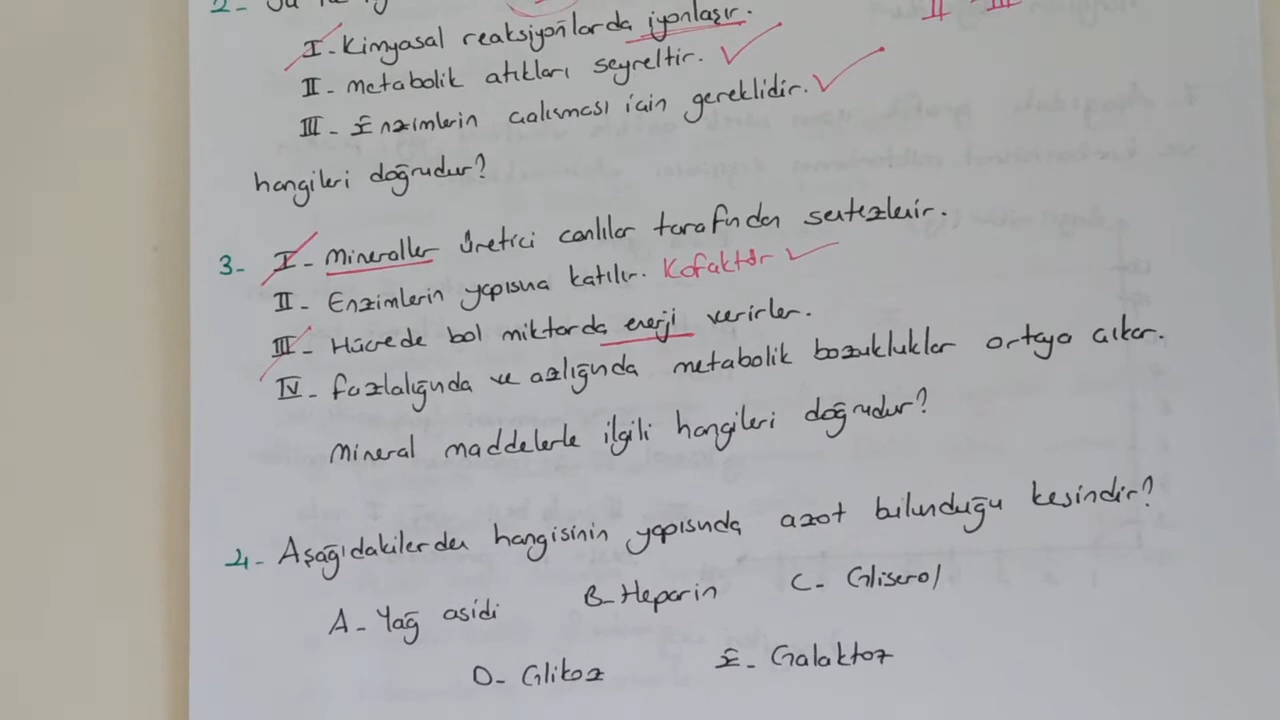 2-
II - III
I- Kimyasal reaksiyonlarda iyonlaşır.
II- metabolik atıkları seyreltir.
III- Enzimlerin çalışması için gereklidir.
hangileri doğrudur?
3- I- Mineraller üretici canlılar tarafından sentezlenir.
II- Enzimlerin yapısına katılır. Kofaktör
III- Hücrede bol miktarda enerji verirler.
IV- fazlalığında ve azlığında metabolik bozukluklar ortaya çıkar.
Mineral maddelerle ilgili hangileri doğrudur?
4- Aşağıdakilerden hangisinin yapısında azot bulunduğu kesindir?
A- Yağ asidi B- Heparin C- Gliserol
D- Glikoz E- Galaktoz